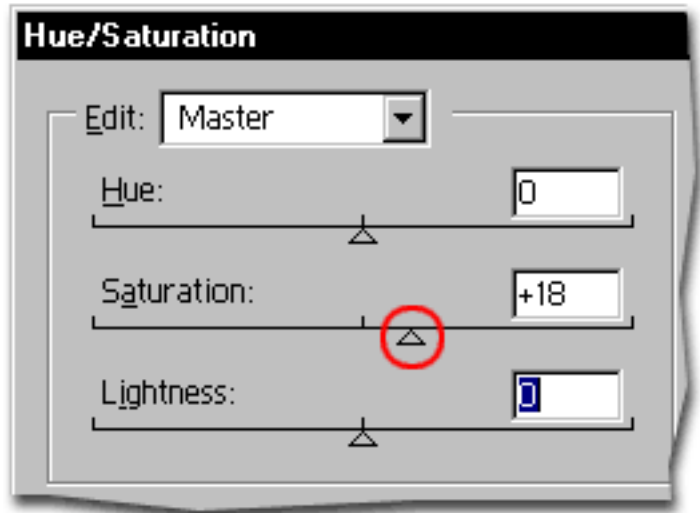 Hue/Saturation
Edit: Master
Hue: 0
Saturation: +18
Lightness: 0